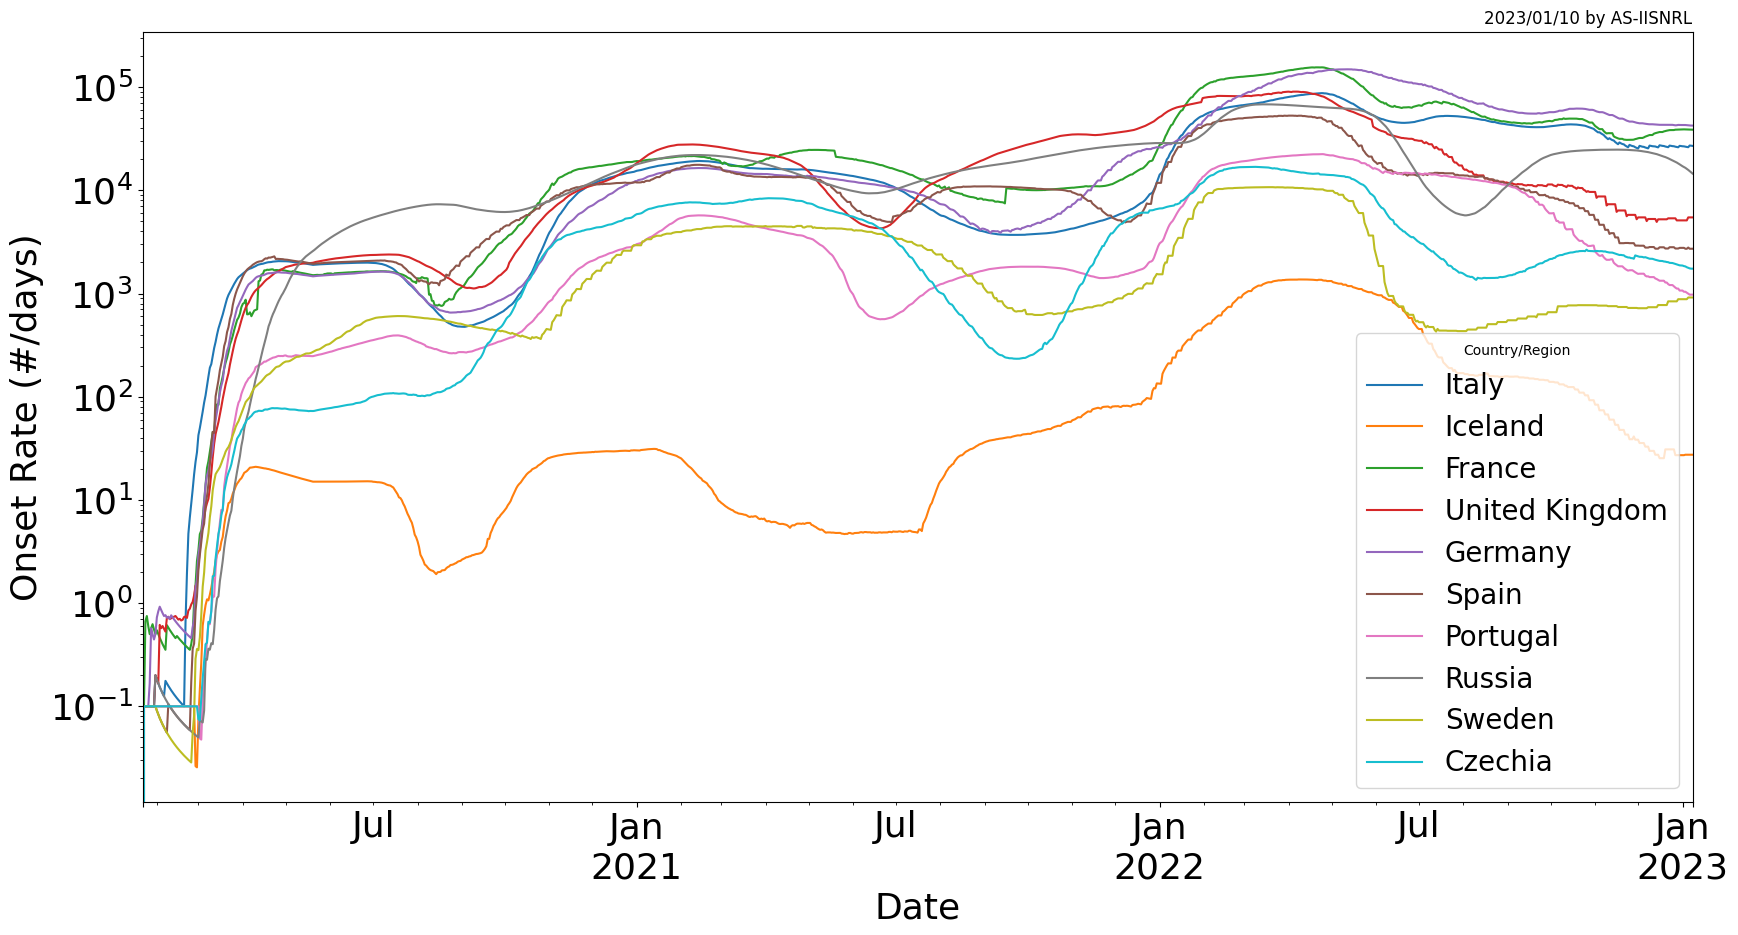 2023/01/10 by AS-IISNRL
Onset Rate (#/days)
10^5
10^4
10^3
10^2
10^1
10^0
10^−1
Country/Region
Italy
Iceland
France
United Kingdom
Germany
Spain
Portugal
Russia
Sweden
Czechia
Jul
Jan
2021
Jul
Jan
2022
Jul
Jan
2023
Date